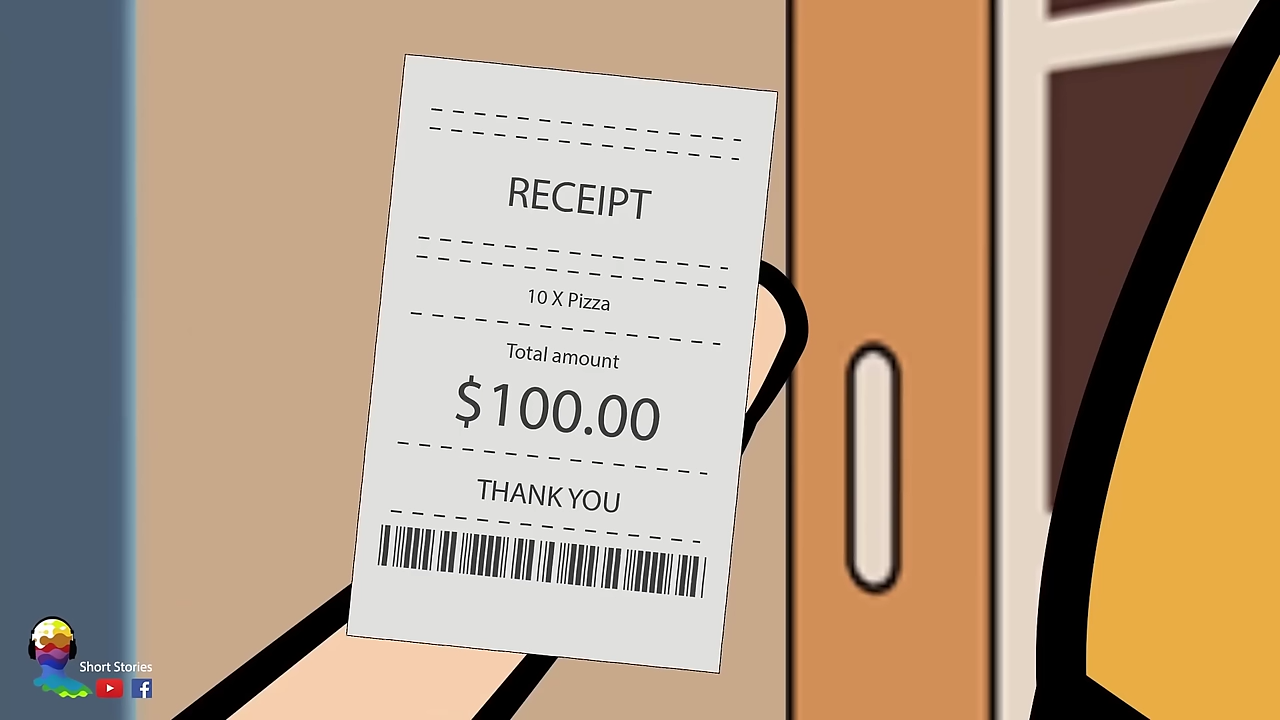 RECEIPT
10 X Pizza
Total amount
$100.00
THANK YOU
Short Stories